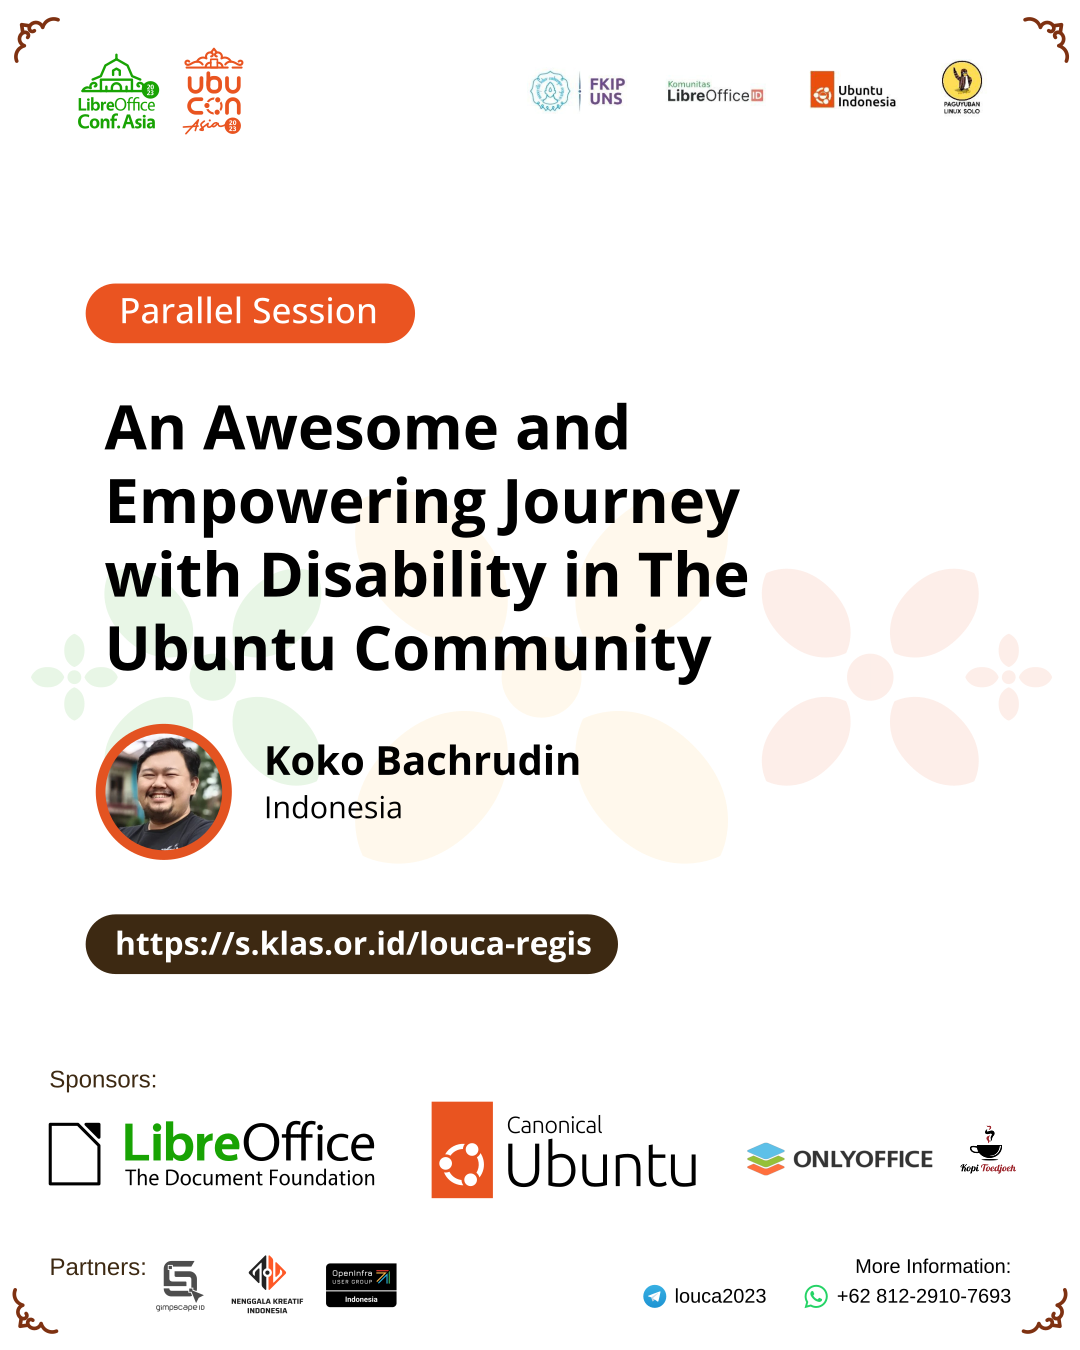 LibreOffice
Conf. Asia
2023
ubu
con
Asia
2023
FKIP
UNS
Komunitas
LibreOffice ID
Ubuntu
Indonesia
PAGUYUBAN
LINUX SOLO
Parallel Session
An Awesome and
Empowering Journey
with Disability in The
Ubuntu Community
Koko Bachrudin
Indonesia
https://s.klas.or.id/louca-regis
Sponsors:
LibreOffice
The Document Foundation
Canonical
Ubuntu
ONLYOFFICE
Kopi Toedjoeh
Partners:
gimpscape ID
NENGGALA KREATIF
INDONESIA
OpenInfra
USER GROUP
Indonesia
More Information:
louca2023
+62 812-2910-7693